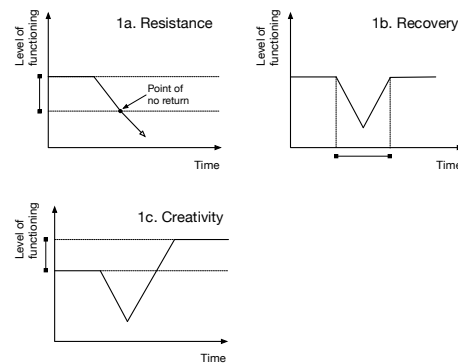 1a. Resistance
Level of
functioning
Point of
no return
Time
1b. Recovery
Level of
functioning
Time
1c. Creativity
Level of
functioning
Time